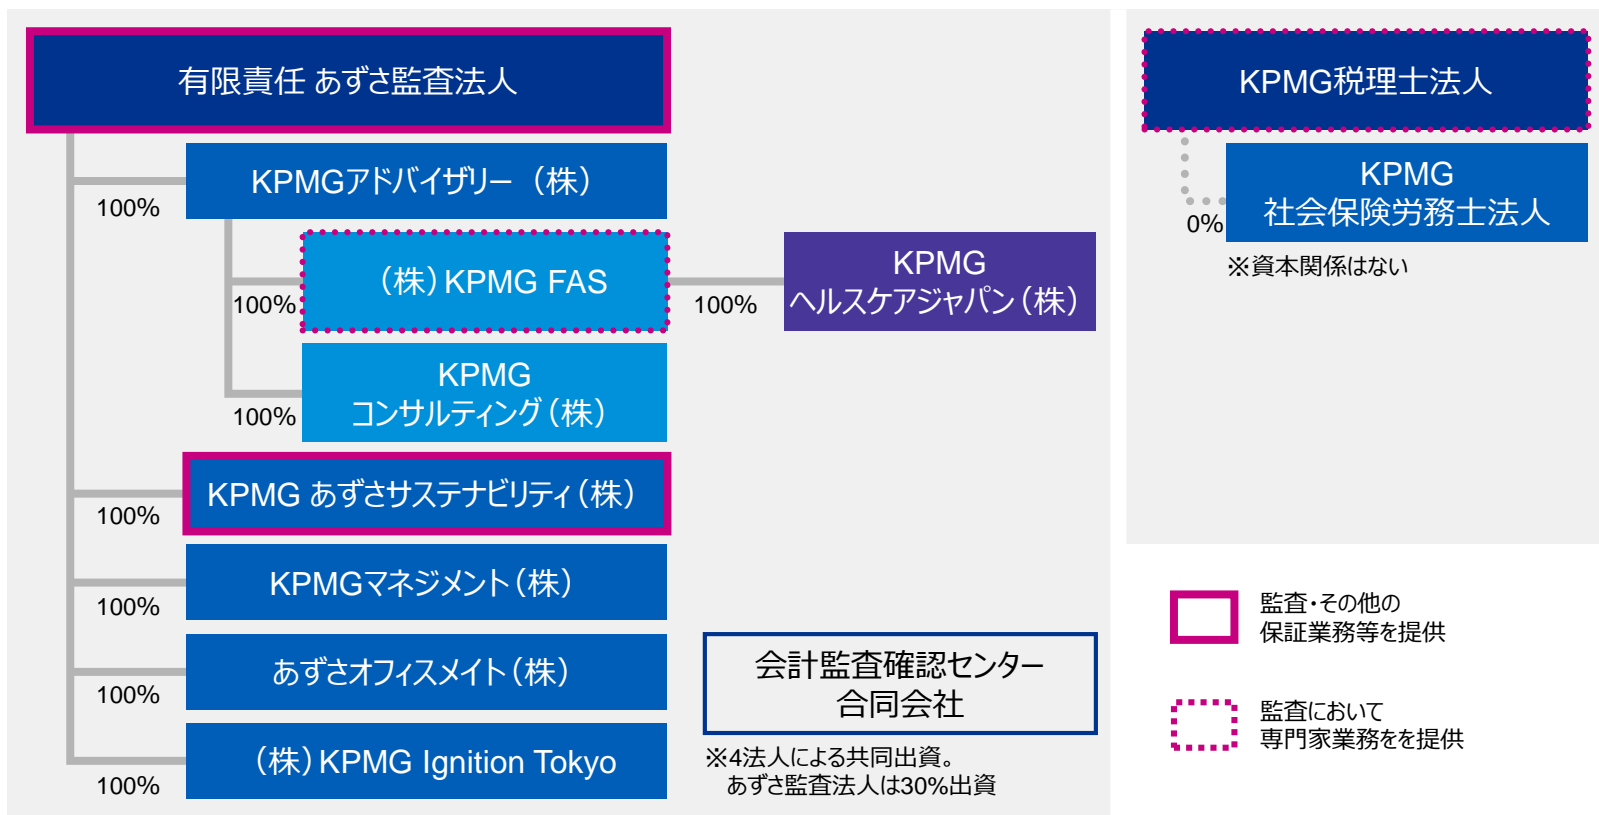 有限責任 あずさ監査法人
KPMGアドバイザリー （株）
100%
（株）KPMG FAS
100%
KPMG
ヘルスケアジャパン（株）
100%
KPMG
コンサルティング（株）
100%
KPMG あずさサステナビリティ（株）
100%
KPMGマネジメント（株）
100%
あずさオフィスメイト（株）
100%
（株）KPMG Ignition Tokyo
100%
会計監査確認センター
合同会社
※4法人による共同出資。
あずさ監査法人は30%出資
KPMG税理士法人
KPMG
社会保険労務士法人
0%
※資本関係はない
監査・その他の
保証業務等を提供
監査において
専門家業務をを提供